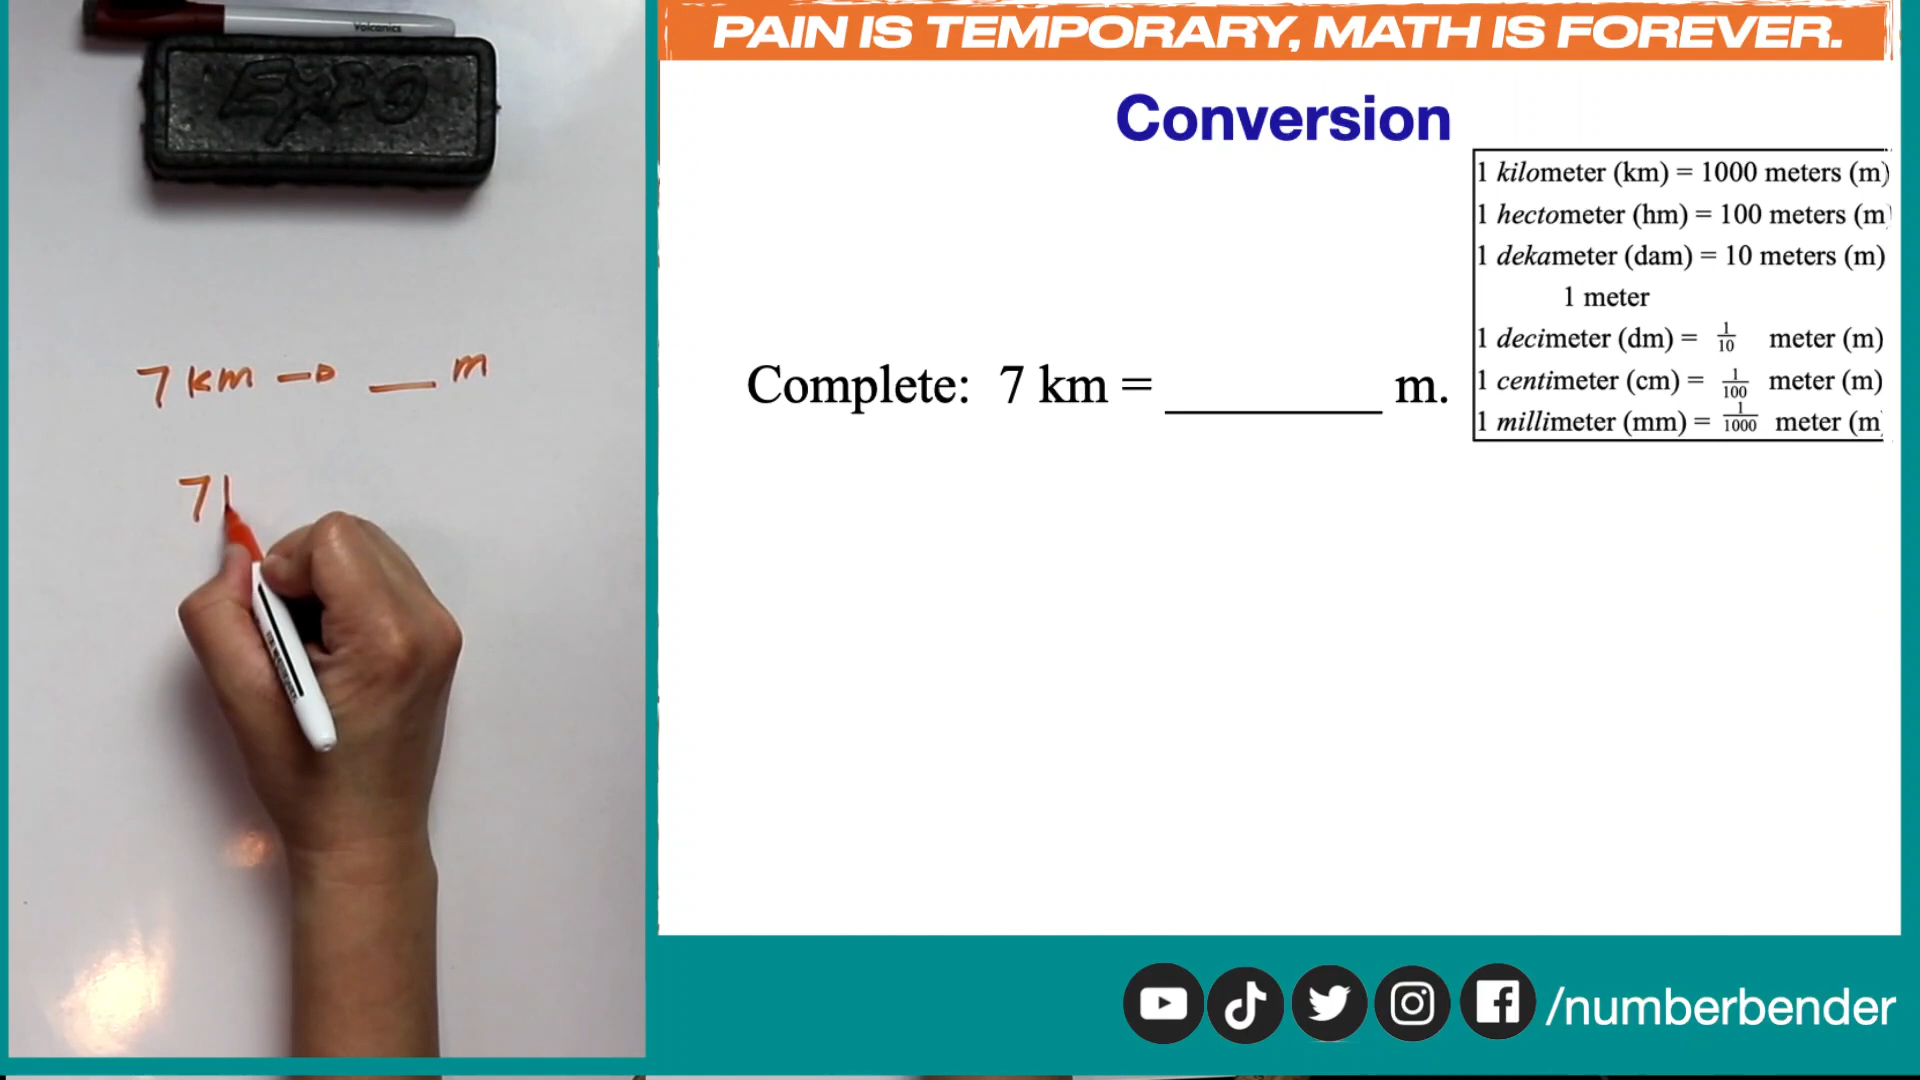 Volcanics
EXPO
7 km → __ m
7
PAIN IS TEMPORARY, MATH IS FOREVER.
Conversion
1 kilometer (km) = 1000 meters (m)
1 hectometer (hm) = 100 meters (m
1 dekameter (dam) = 10 meters (m)
1 meter
1 decimeter (dm) = 1/10 meter (m)
1 centimeter (cm) = 1/100 meter (m)
1 millimeter (mm) = 1/1000 meter (m
Complete: 7 km = ________ m.
/numberbender